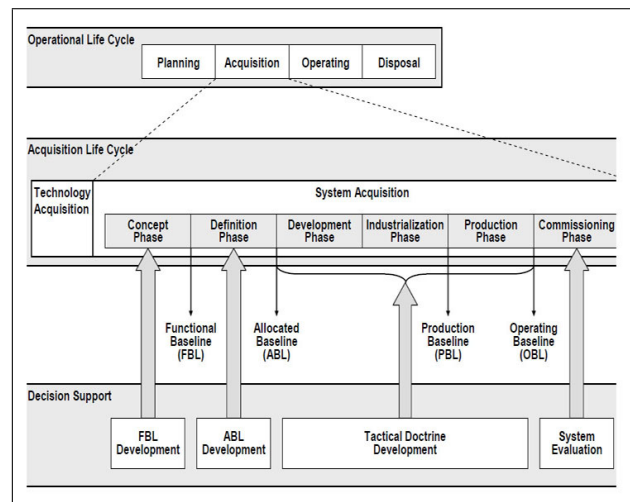 Operational Life Cycle
Planning
Acquisition
Operating
Disposal
Acquisition Life Cycle
Technology
Acquisition
System Acquisition
Concept
Phase
Definition
Phase
Development
Phase
Industrialization
Phase
Production
Phase
Commissioning
Phase
Functional
Baseline
(FBL)
Allocated
Baseline
(ABL)
Production
Baseline
(PBL)
Operating
Baseline
(OBL)
Decision Support
FBL
Development
ABL
Development
Tactical Doctrine
Development
System
Evaluation